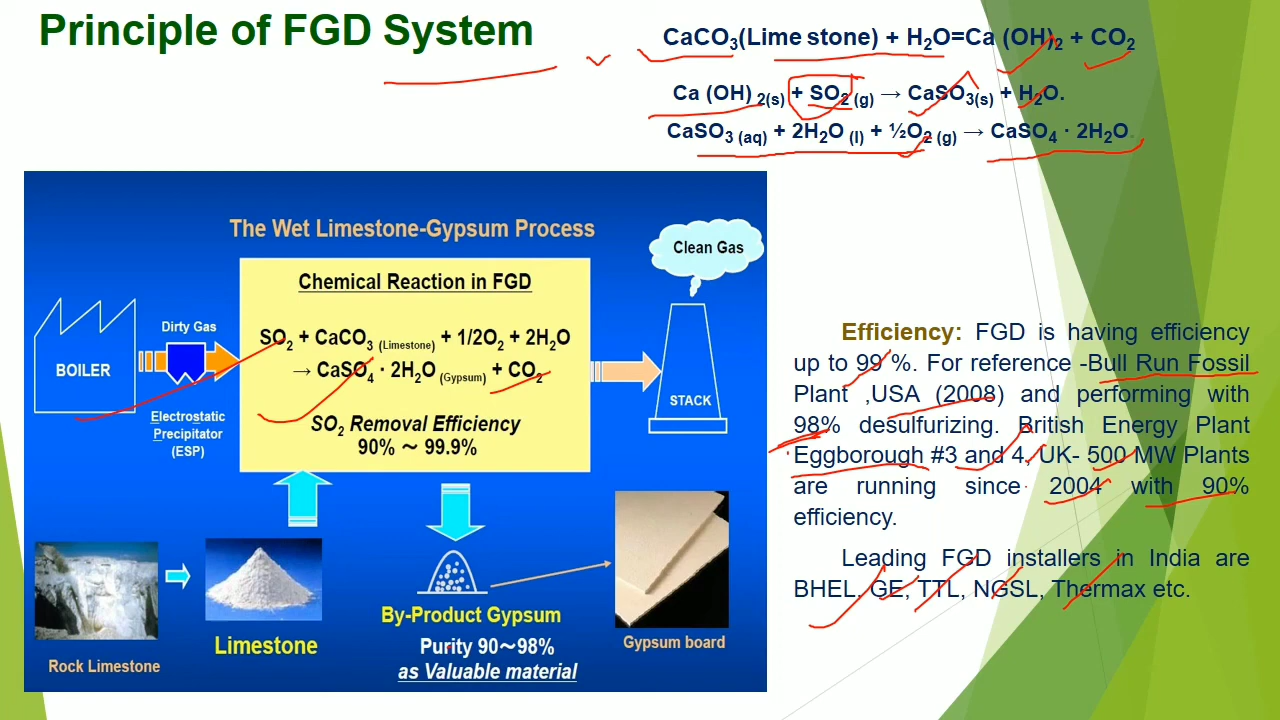 Principle of FGD System
CaCO₃(Lime stone) + H₂O=Ca (OH)₂ + CO₂
Ca (OH) ₂₍ₛ₎ + SO₂ (g) → CaSO₃(s) + H₂O.
CaSO₃ (aq) + 2H₂O (l) + ½O₂ (g) → CaSO₄ · 2H₂O
The Wet Limestone-Gypsum Process
Chemical Reaction in FGD
SO₂ + CaCO₃ (Limestone) + 1/2O₂ + 2H₂O
→ CaSO₄ · 2H₂O (Gypsum) + CO₂
SO₂ Removal Efficiency
90% ~ 99.9%
BOILER
Dirty Gas
Electrostatic
Precipitator
(ESP)
Clean Gas
STACK
Rock Limestone
Limestone
By-Product Gypsum
Purity 90~98%
as Valuable material
Gypsum board
Efficiency: FGD is having efficiency
up to 99 %. For reference -Bull Run Fossil
Plant ,USA (2008) and performing with
98% desulfurizing. British Energy Plant
Eggborough #3 and 4, UK- 500 MW Plants
are running since 2004 with 90%
efficiency.
Leading FGD installers in India are
BHEL, GE, TTL, NGSL, Thermax etc.